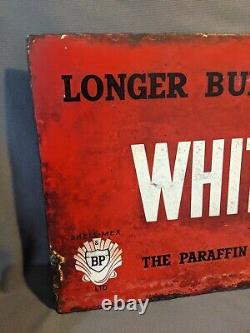 LONGER BU
WHIT
SHELL-MEX
&
BP
LTD
THE PARAFFIN